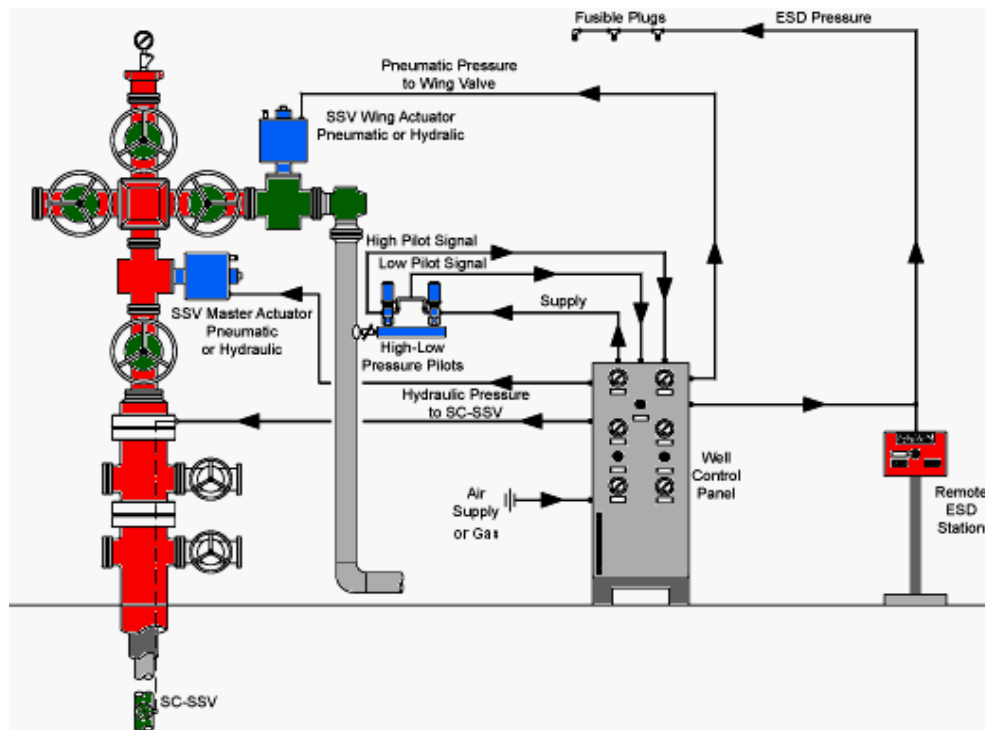 Fusible Plugs
ESD Pressure
Pneumatic Pressure
to Wing Valve
SSV Wing Actuator
Pneumatic or Hydralic
High Pilot Signal
Low Pilot Signal
Supply
SSV Master Actuator
Pneumatic
or Hydraulic
High-Low
Pressure Pilots
Hydraulic Pressure
to SC-SSV
Well
Control
Panel
Air
Supply
or Gas
Remote
ESD
Station
SC-SSV